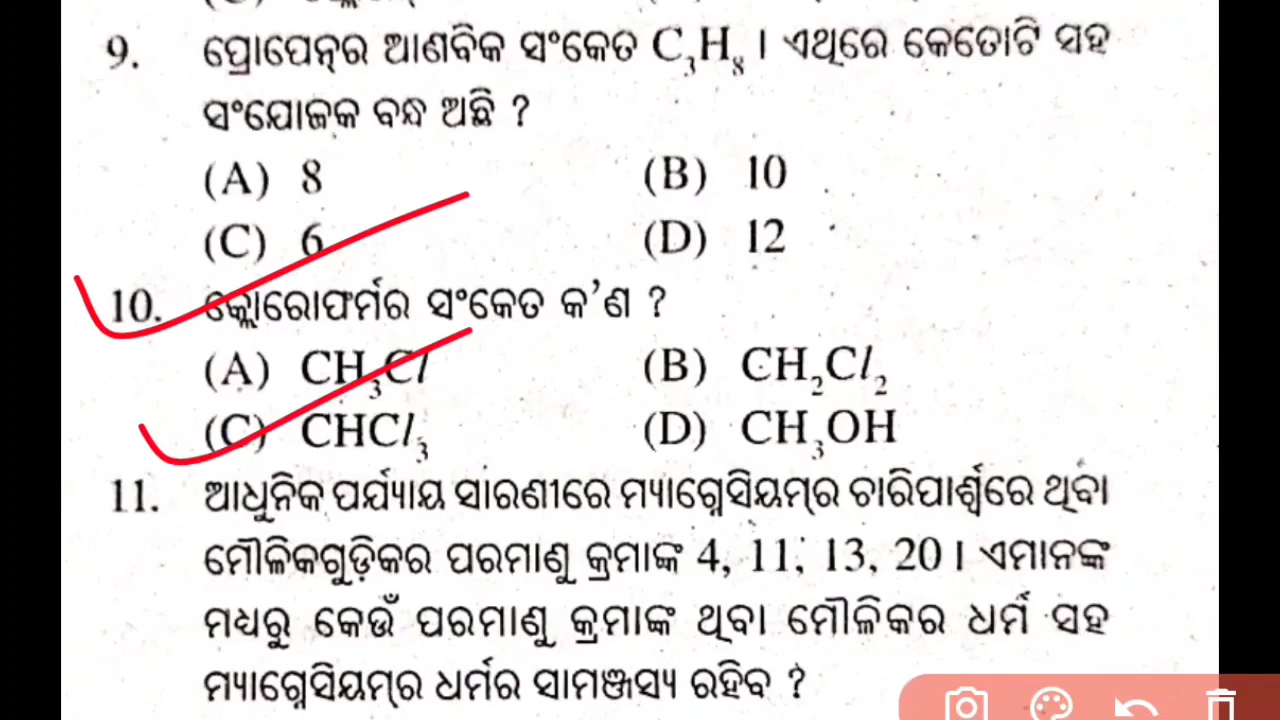 9. ପ୍ରୋପେନ୍‌ର ଆଣବିକ ସଂକେତ C₃H₈ । ଏଥିରେ କେତୋଟି ସହ
ସଂଯୋଜକ ବନ୍ଧ ଅଛି ?
(A) 8 (B) 10
(C) 6 (D) 12
10. କ୍ଲୋରୋଫର୍ମର ସଂକେତ କ'ଣ ?
(A) CH₃Cl (B) CH₂Cl₂
(C) CHCl₃ (D) CH₃OH
11. ଆଧୁନିକ ପର୍ଯ୍ୟାୟ ସାରଣୀରେ ମ୍ୟାଗ୍ନେସିୟମ୍‌ର ଚାରିପାର୍ଶ୍ଵରେ ଥିବା
ମୌଳିକଗୁଡ଼ିକର ପରମାଣୁ କ୍ରମାଙ୍କ 4, 11, 13, 20 । ଏମାନଙ୍କ
ମଧ୍ୟରୁ କେଉଁ ପରମାଣୁ କ୍ରମାଙ୍କ ଥିବା ମୌଳିକର ଧର୍ମ ସହ
ମ୍ୟାଗ୍ନେସିୟମ୍‌ର ଧର୍ମର ସାମଞ୍ଜସ୍ୟ ରହିବ ?